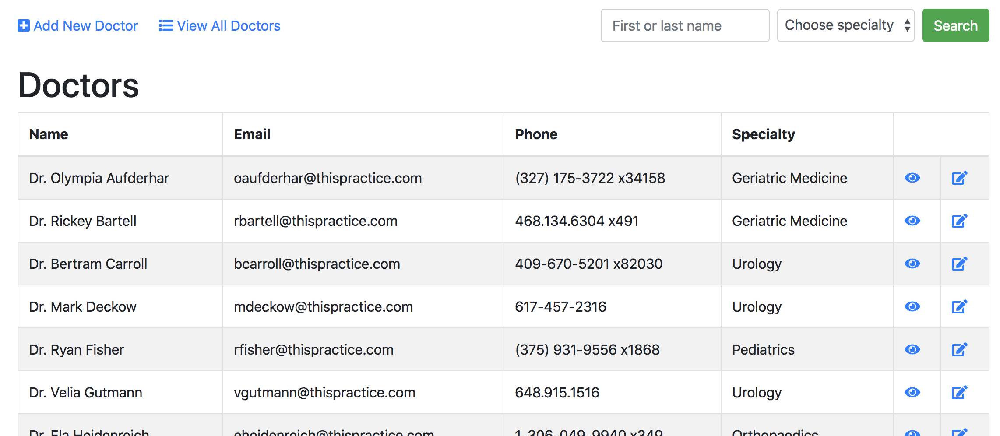 Add New Doctor View All Doctors First or last name Choose specialty Search
Doctors
Name Email Phone Specialty
Dr. Olympia Aufderhar oaufderhar@thispractice.com (327) 175-3722 x34158 Geriatric Medicine
Dr. Rickey Bartell rbartell@thispractice.com 468.134.6304 x491 Geriatric Medicine
Dr. Bertram Carroll bcarroll@thispractice.com 409-670-5201 x82030 Urology
Dr. Mark Deckow mdeckow@thispractice.com 617-457-2316 Urology
Dr. Ryan Fisher rfisher@thispractice.com (375) 931-9556 x1868 Pediatrics
Dr. Velia Gutmann vgutmann@thispractice.com 648.915.1516 Urology
Dr. Ela Heidenreich eheidenreich@thispractice.com 1-306-049-9940 x349 Orthopaedics